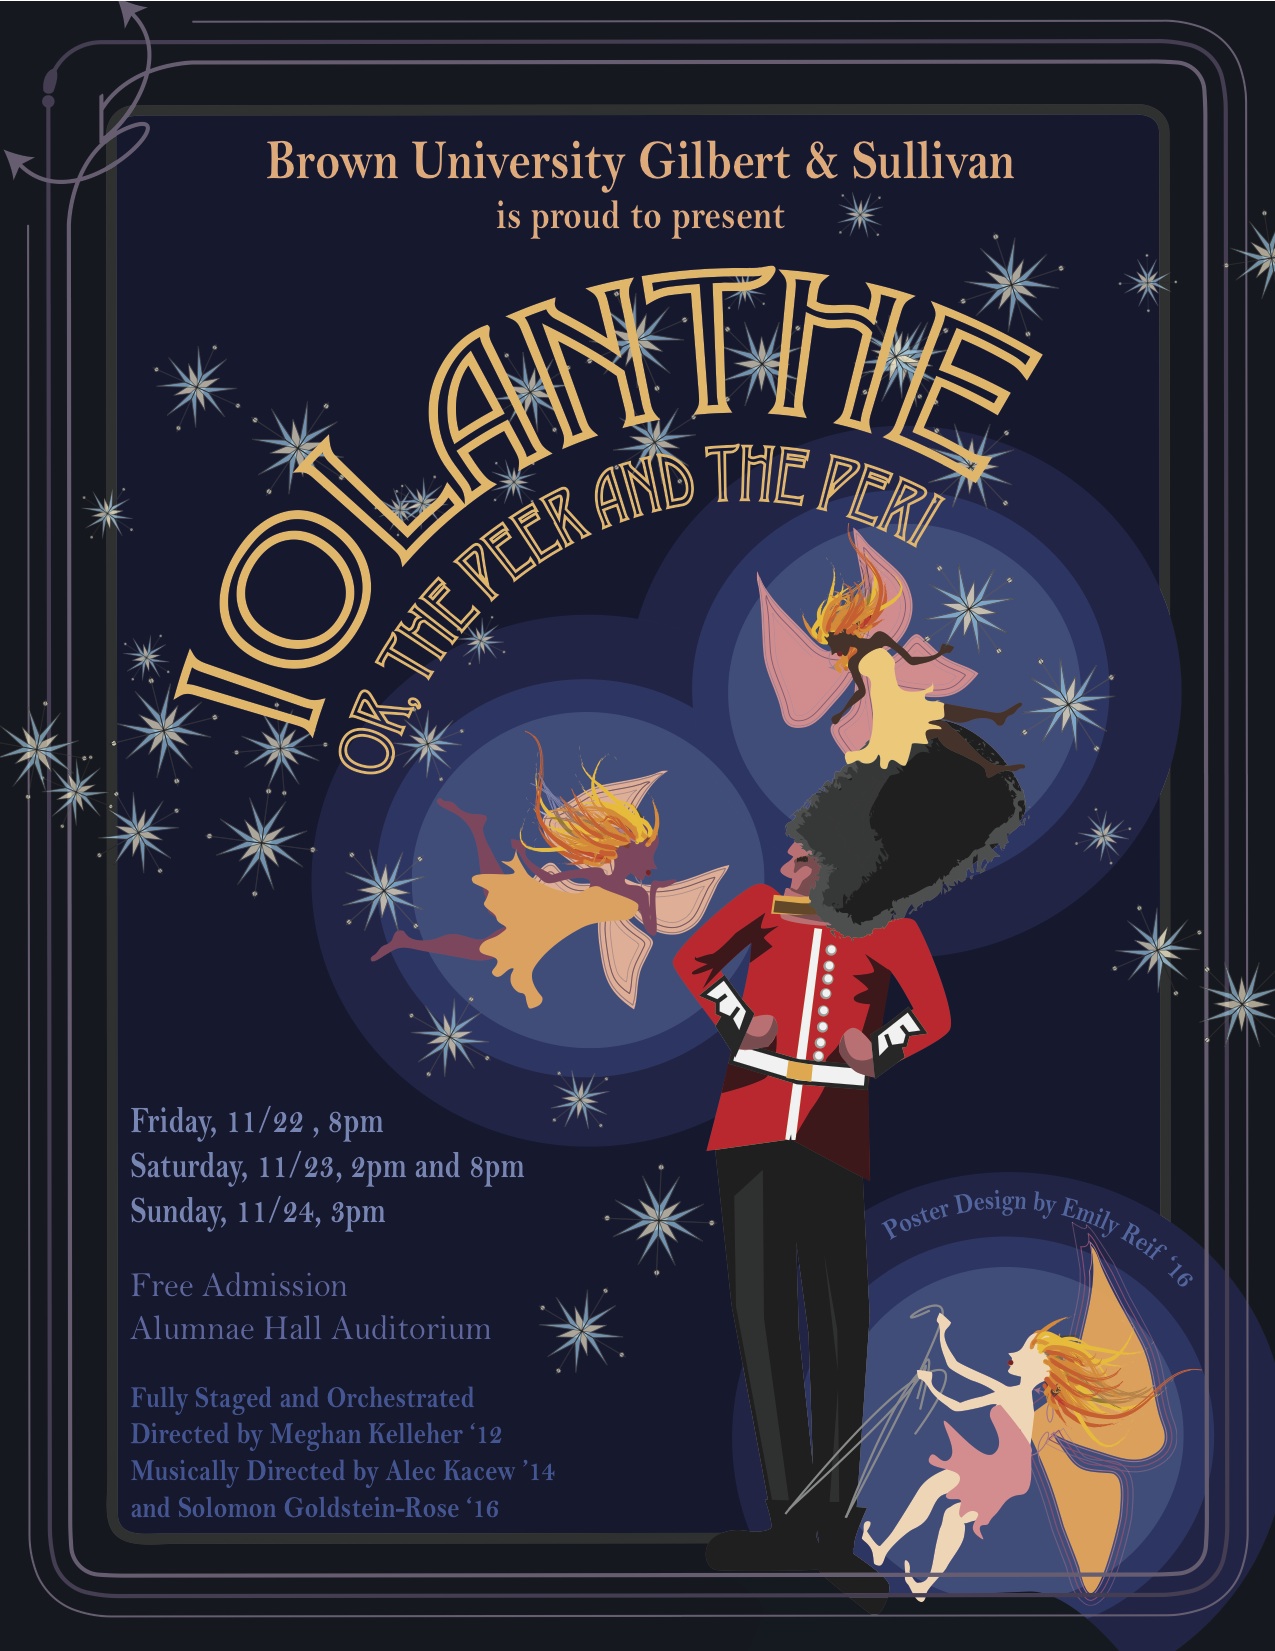 Brown University Gilbert & Sullivan
is proud to present
IOLANTHE
OR, THE PEER AND THE PERI
Friday, 11/22 , 8pm
Saturday, 11/23, 2pm and 8pm
Sunday, 11/24, 3pm
Free Admission
Alumnae Hall Auditorium
Fully Staged and Orchestrated
Directed by Meghan Kelleher ‘12
Musically Directed by Alec Kacew ’14
and Solomon Goldstein-Rose ‘16
Poster Design by Emily Reif ‘16